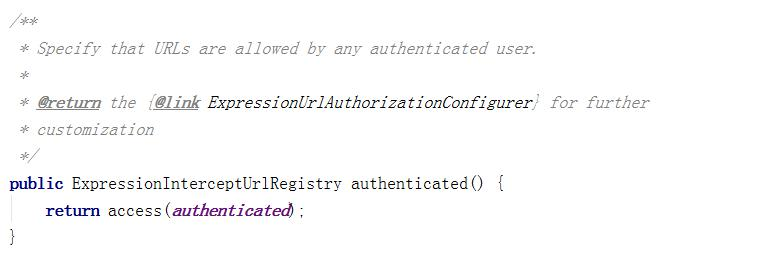 /**
* Specify that URLs are allowed by any authenticated user.
*
* @return the {@link ExpressionUrlAuthorizationConfigurer} for further
* customization
*/
public ExpressionInterceptUrlRegistry authenticated() {
return access(authenticated);
}